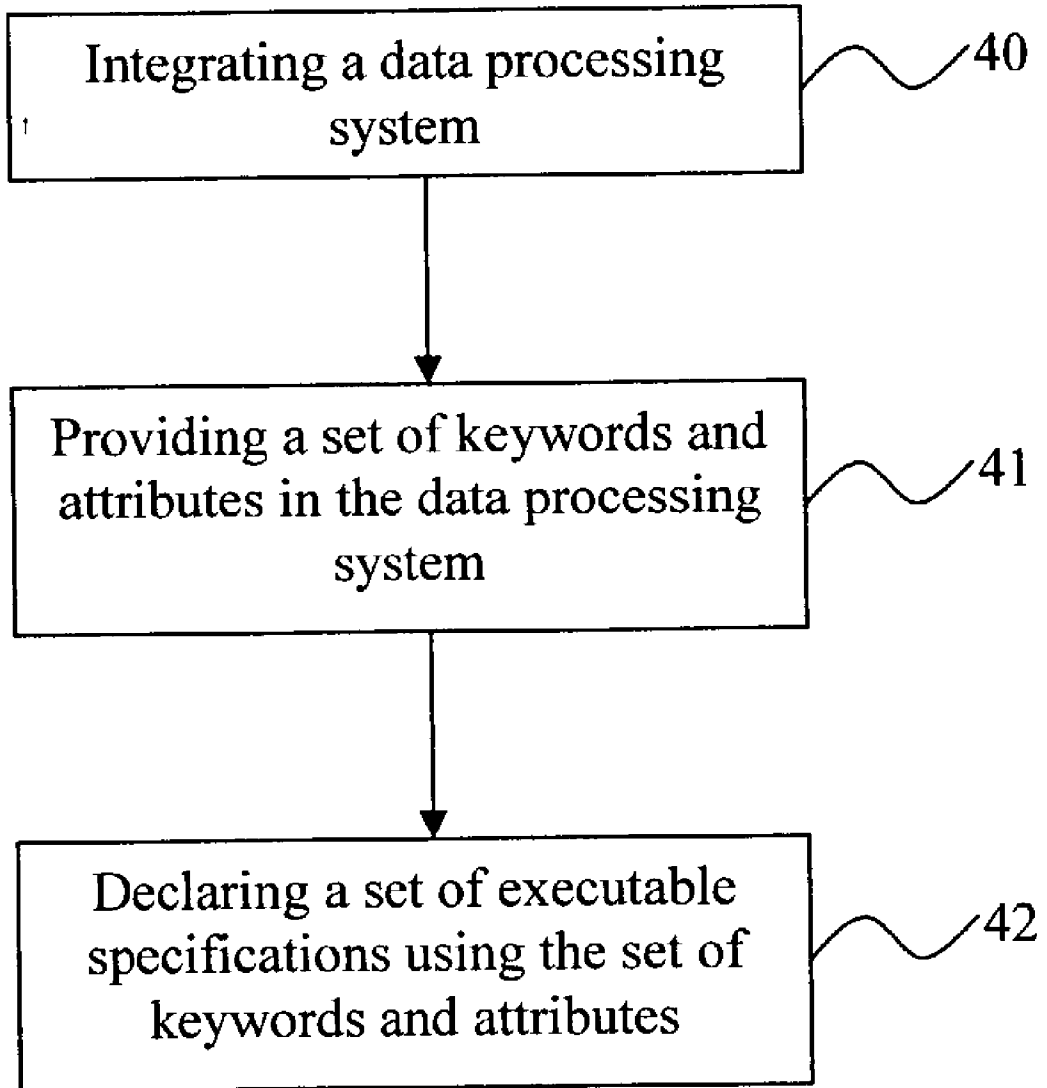 Integrating a data processing
system
40
Providing a set of keywords and
attributes in the data processing
system
41
Declaring a set of executable
specifications using the set of
keywords and attributes
42